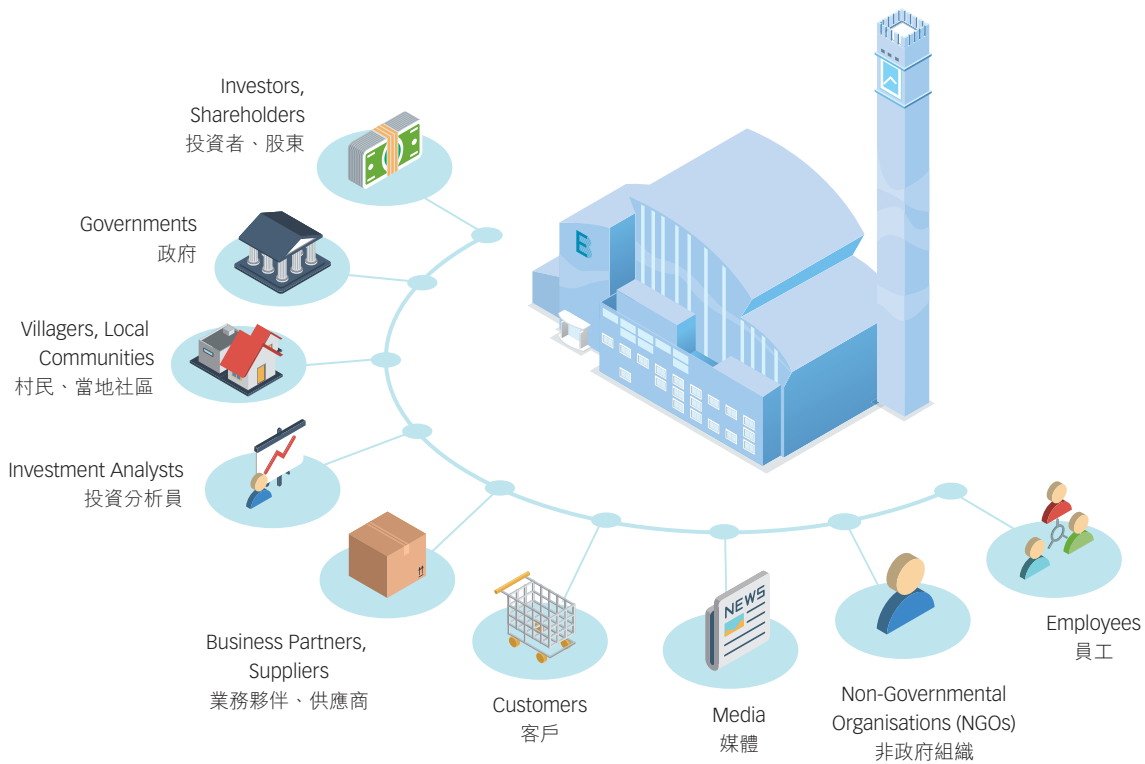 Investors,
Shareholders
投資者、股東
Governments
政府
Villagers, Local
Communities
村民、當地社區
Investment Analysts
投資分析員
Business Partners,
Suppliers
業務夥伴、供應商
Customers
客戶
NEWS
Media
媒體
Non-Governmental
Organisations (NGOs)
非政府組織
Employees
員工
B